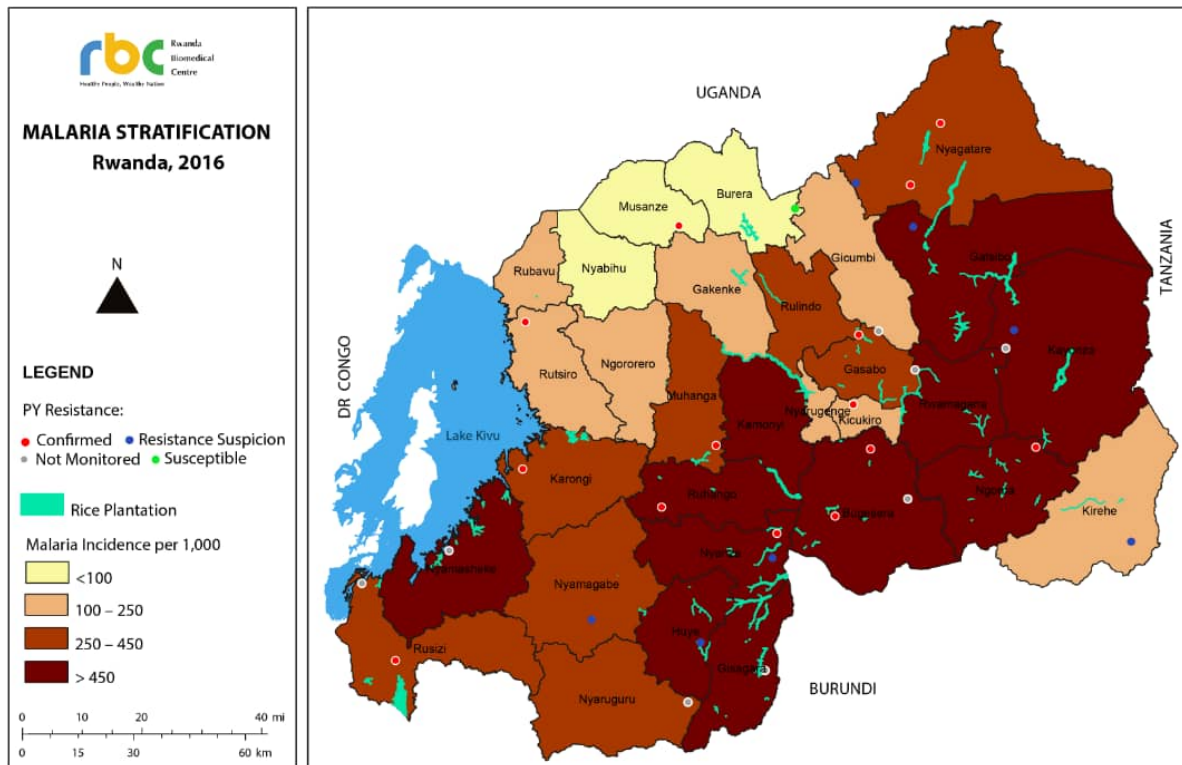 rbc
Rwanda
Biomedical
Centre
Healthy People, Wealthy Nation
MALARIA STRATIFICATION
Rwanda, 2016
N
LEGEND
PY Resistance:
Confirmed
Resistance Suspicion
Not Monitored
Susceptible
Rice Plantation
Malaria Incidence per 1,000
<100
100 – 250
250 – 450
> 450
0 10 20 40 mi
0 15 30 60 km
UGANDA
TANZANIA
DR CONGO
BURUNDI
Lake Kivu
Nyagatare
Burera
Musanze
Nyabihu
Rubavu
Gicumbi
Gatsibo
Gakenke
Rulindo
Kayonza
Rutsiro
Ngororero
Muhanga
Gasabo
Rwamagana
Nyarugenge
Kicukiro
Kamonyi
Karongi
Ruhango
Bugesera
Ngoma
Kirehe
Nyamasheke
Nyanza
Nyamagabe
Huye
Gisagara
Rusizi
Nyaruguru